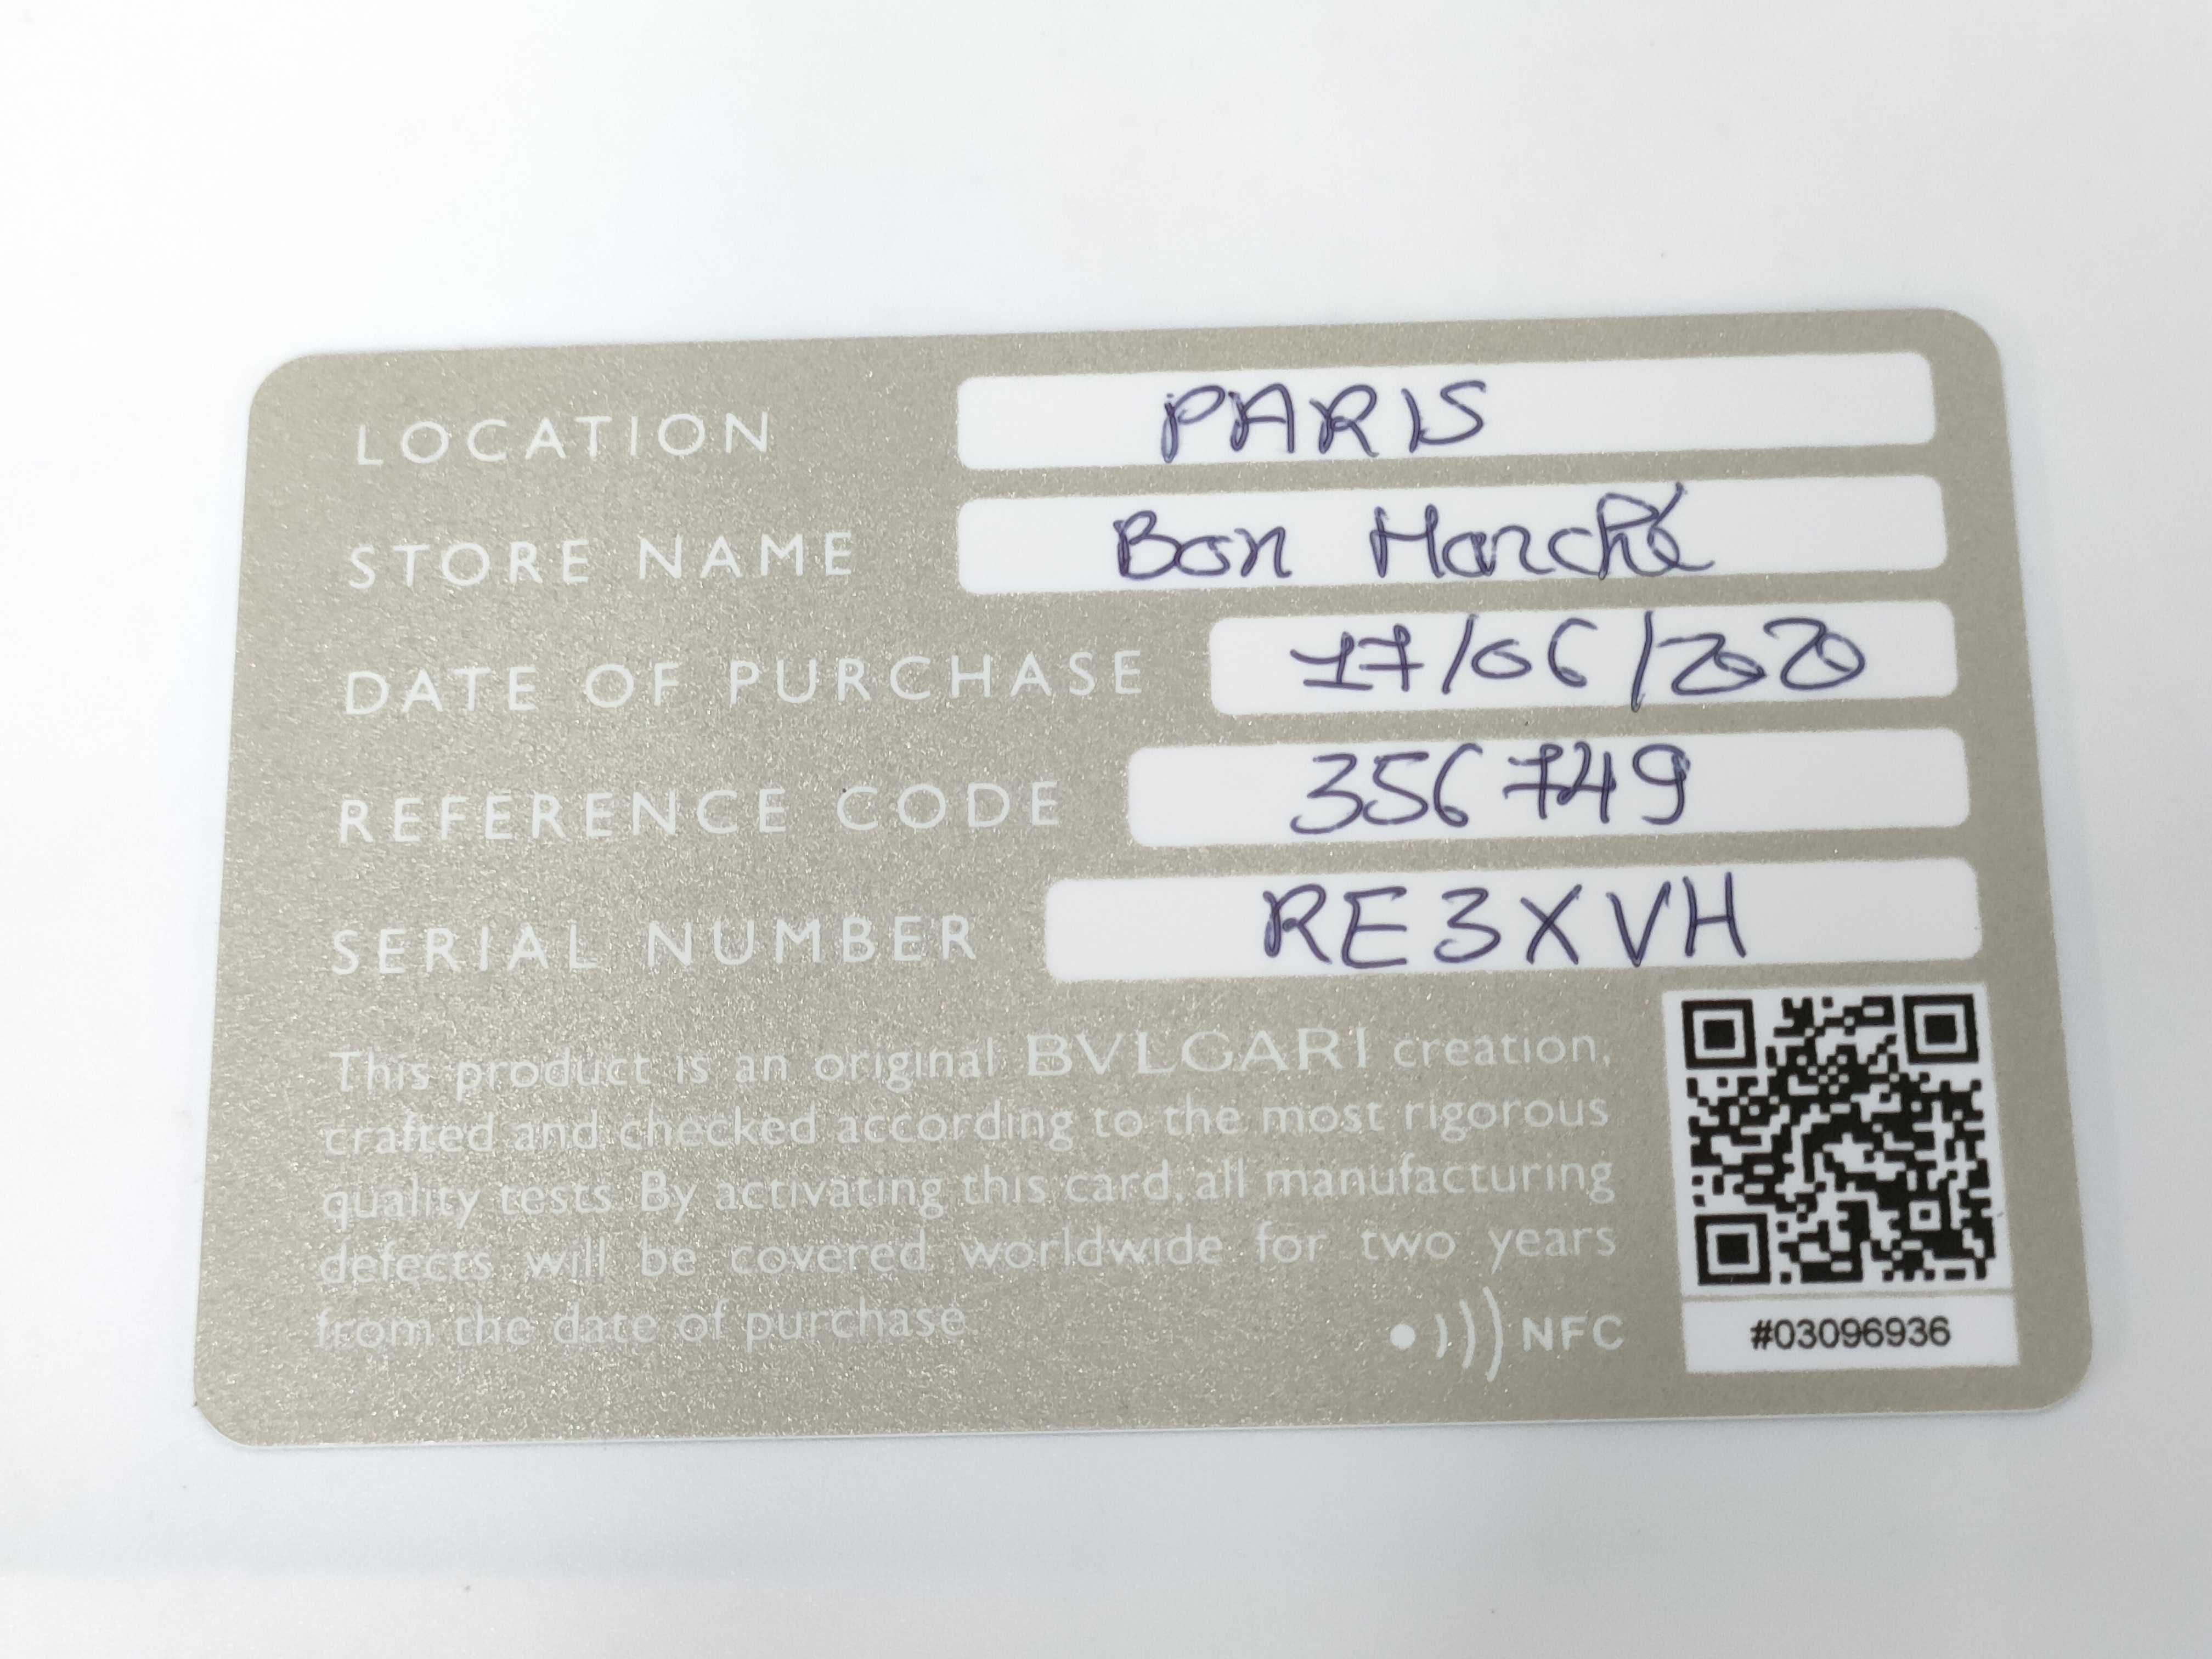 LOCATION PARIS
STORE NAME Bon Marché
DATE OF PURCHASE 17/06/2020
REFERENCE CODE 356749
SERIAL NUMBER RE3XVH
This product is an original BVLGARI creation,
crafted and checked according to the most rigorous
quality tests. By activating this card, all manufacturing
defects will be covered worldwide for two years
from the date of purchase
NFC
#03096936